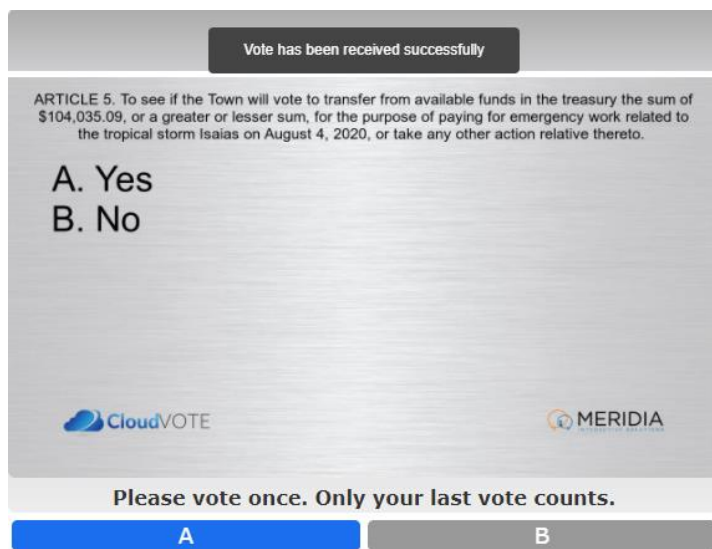 Vote has been received successfully
ARTICLE 5. To see if the Town will vote to transfer from available funds in the treasury the sum of
$104,035.09, or a greater or lesser sum, for the purpose of paying for emergency work related to
the tropical storm Isaias on August 4, 2020, or take any other action relative thereto.
A. Yes
B. No
CloudVOTE
MERIDIA
INTERACTIVE SOLUTIONS
Please vote once. Only your last vote counts.
A
B